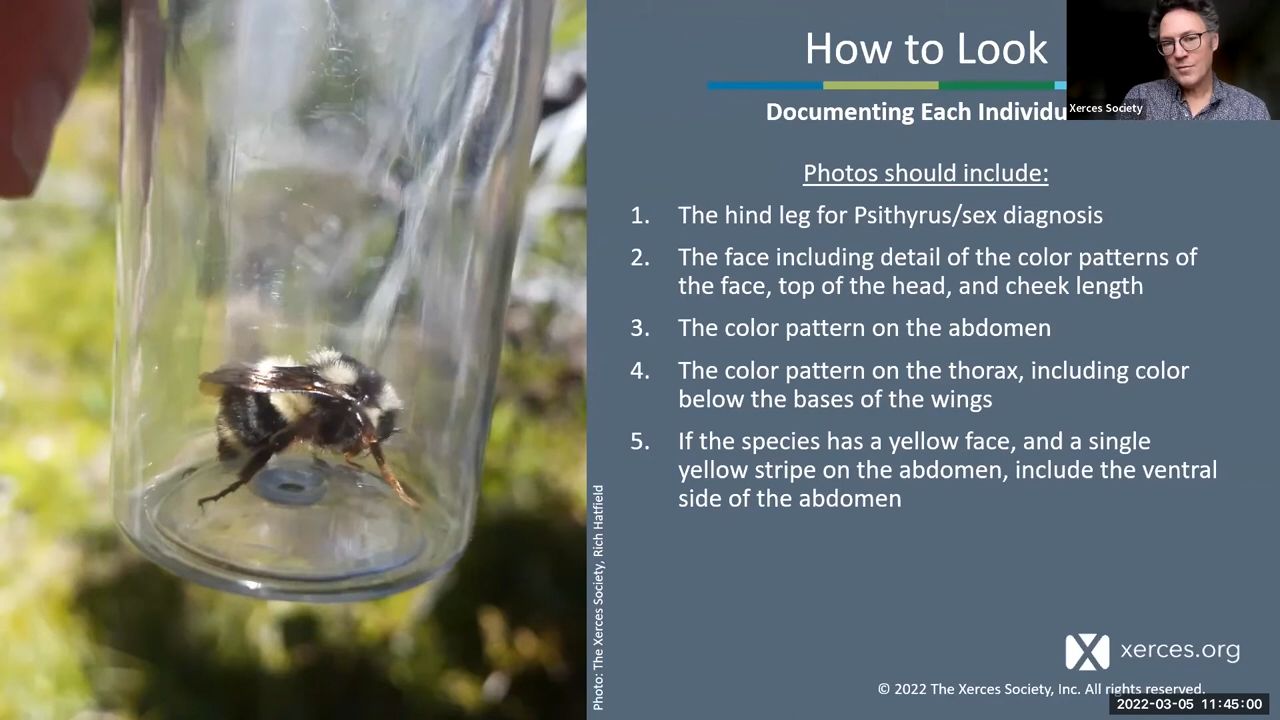 How to Look
Documenting Each
Xerces Society
Photos should include:
1. The hind leg for Psithyrus/sex diagnosis
2. The face including detail of the color patterns of
the face, top of the head, and cheek length
3. The color pattern on the abdomen
4. The color pattern on the thorax, including color
below the bases of the wings
5. If the species has a yellow face, and a single
yellow stripe on the abdomen, include the ventral
side of the abdomen
Photo: The Xerces Society, Rich Hatfield
xerces.org
© 2022 The Xerces Society, Inc. All rights reserved.
2022-03-05 11:45:00